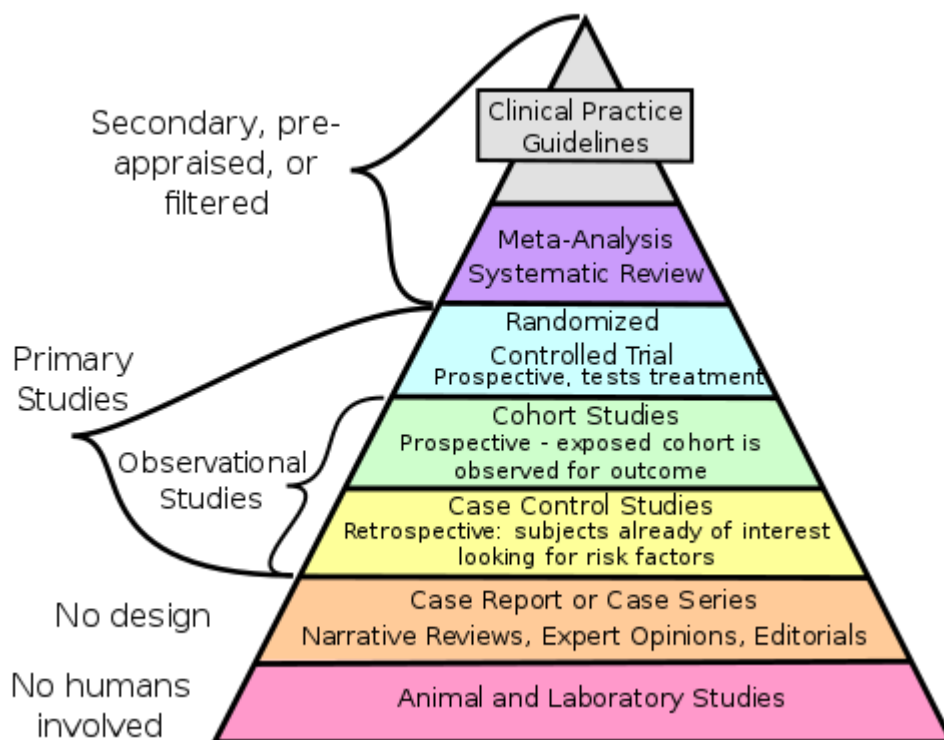 Clinical Practice
Guidelines
Secondary, pre-
appraised, or
filtered
Meta-Analysis
Systematic Review
Randomized
Controlled Trial
Prospective, tests treatment
Primary
Studies
Cohort Studies
Prospective - exposed cohort is
observed for outcome
Observational
Studies
Case Control Studies
Retrospective: subjects already of interest
looking for risk factors
No design
Case Report or Case Series
Narrative Reviews, Expert Opinions, Editorials
No humans
involved
Animal and Laboratory Studies